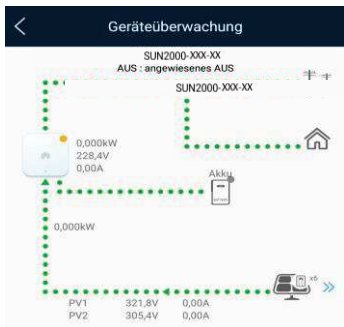 Geräteüberwachung
SUN2000-XXX-XX
AUS : angewiesenes AUS
SUN2000-XXX-XX
0,000kW
228,4V
0,00A
Akku
0,000kW
x6
PV1 321,8V 0,00A
PV2 305,4V 0,00A